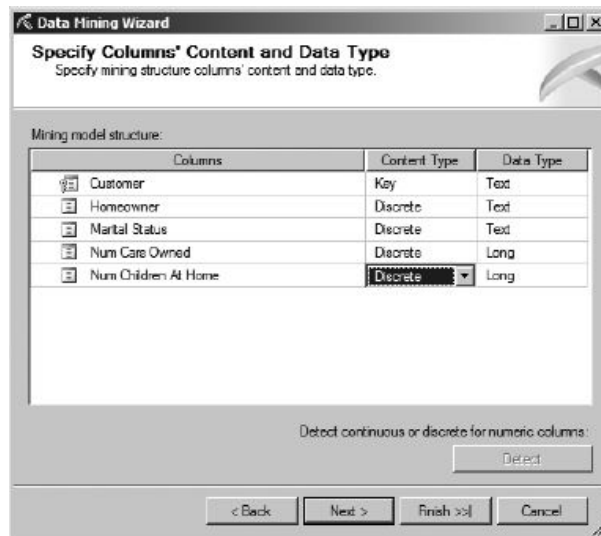 Data Mining Wizard
Specify Columns' Content and Data Type
Specify mining structure columns' content and data type.
Mining model structure:
Columns Content Type Data Type
Customer Key Text
Homeowner Discrete Text
Marital Status Discrete Text
Num Cars Owned Discrete Long
Num Children At Home Discrete Long
Detect continuous or discrete for numeric columns:
Detect
< Back Next > Finish >>| Cancel